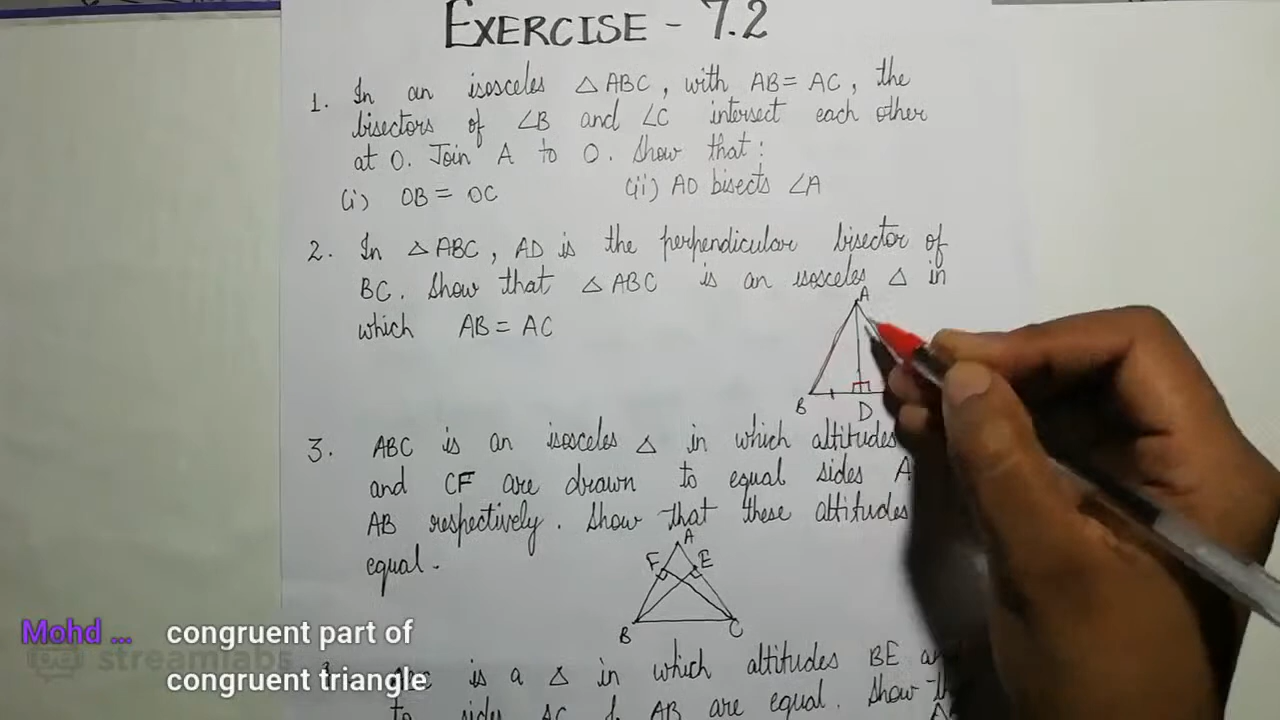 EXERCISE - 7.2
1. In an isosceles △ABC, with AB = AC, the
bisectors of ∠B and ∠C intersect each other
at O. Join A to O. Show that:
(i) OB = OC (ii) AO bisects ∠A
2. In △ABC, AD is the perpendicular bisector of
BC. Show that △ABC is an isosceles △ in
which AB = AC
A
B
D
3. ABC is an isosceles △ in which altitudes
and CF are drawn to equal sides A
AB respectively. Show that these altitudes
equal.
A
F E
B C
Mohd ... congruent part of
congruent triangle
streamlabs
is a △ in which altitudes BE
to sides AC & AB are equal. Show